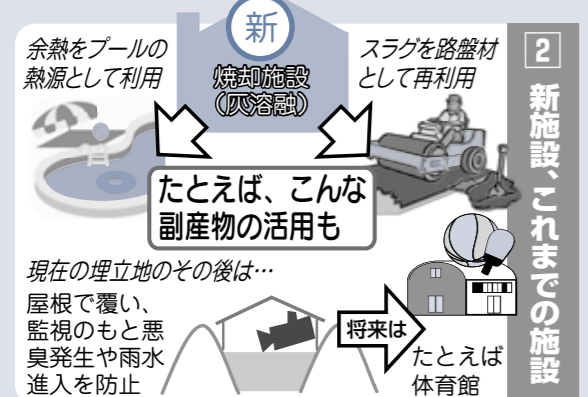 2 新施設、これまでの施設
新
焼却施設
（灰溶融）
余熱をプールの
熱源として利用
スラグを路盤材
として再利用
たとえば、こんな
副産物の活用も
現在の埋立地のその後は…
屋根で覆い、
監視のもと悪
臭発生や雨水
進入を防止
将来は
たとえば
体育館